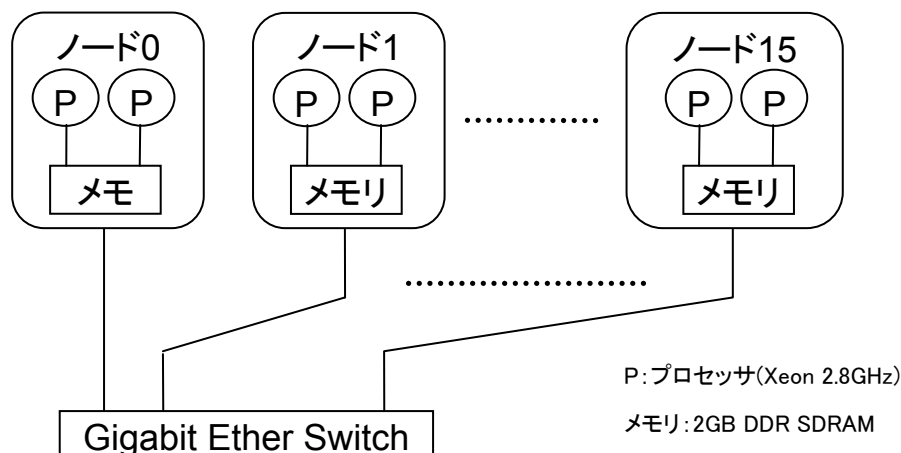 ノード0 ノード1 ノード15
P P P P P P
メモ メモリ メモリ
P:プロセッサ(Xeon 2.8GHz)
メモリ:2GB DDR SDRAM
Gigabit Ether Switch